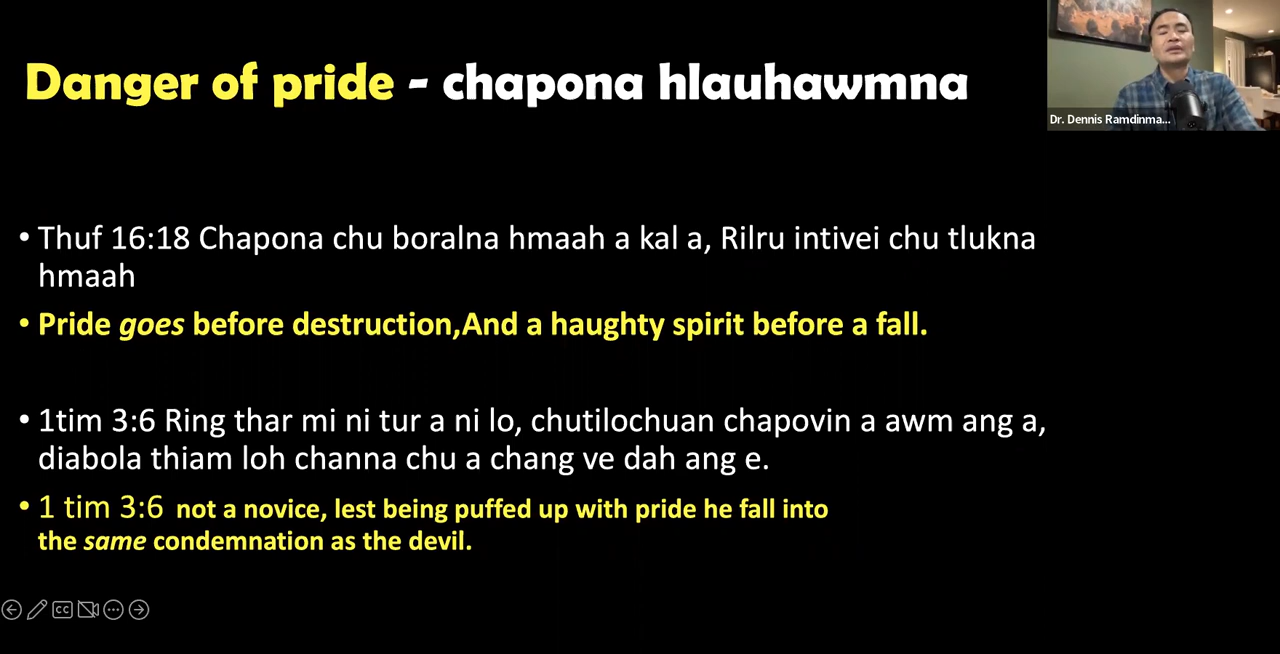 Danger of pride - chapona hlauhawmna
Dr. Dennis Ramdinma...
• Thuf 16:18 Chapona chu boralna hmaah a kal a, Rilru intivei chu tlukna
hmaah
• Pride goes before destruction,And a haughty spirit before a fall.
• 1tim 3:6 Ring thar mi ni tur a ni lo, chutilochuan chapovin a awm ang a,
diabola thiam loh channa chu a chang ve dah ang e.
• 1 tim 3:6 not a novice, lest being puffed up with pride he fall into
the same condemnation as the devil.
CC